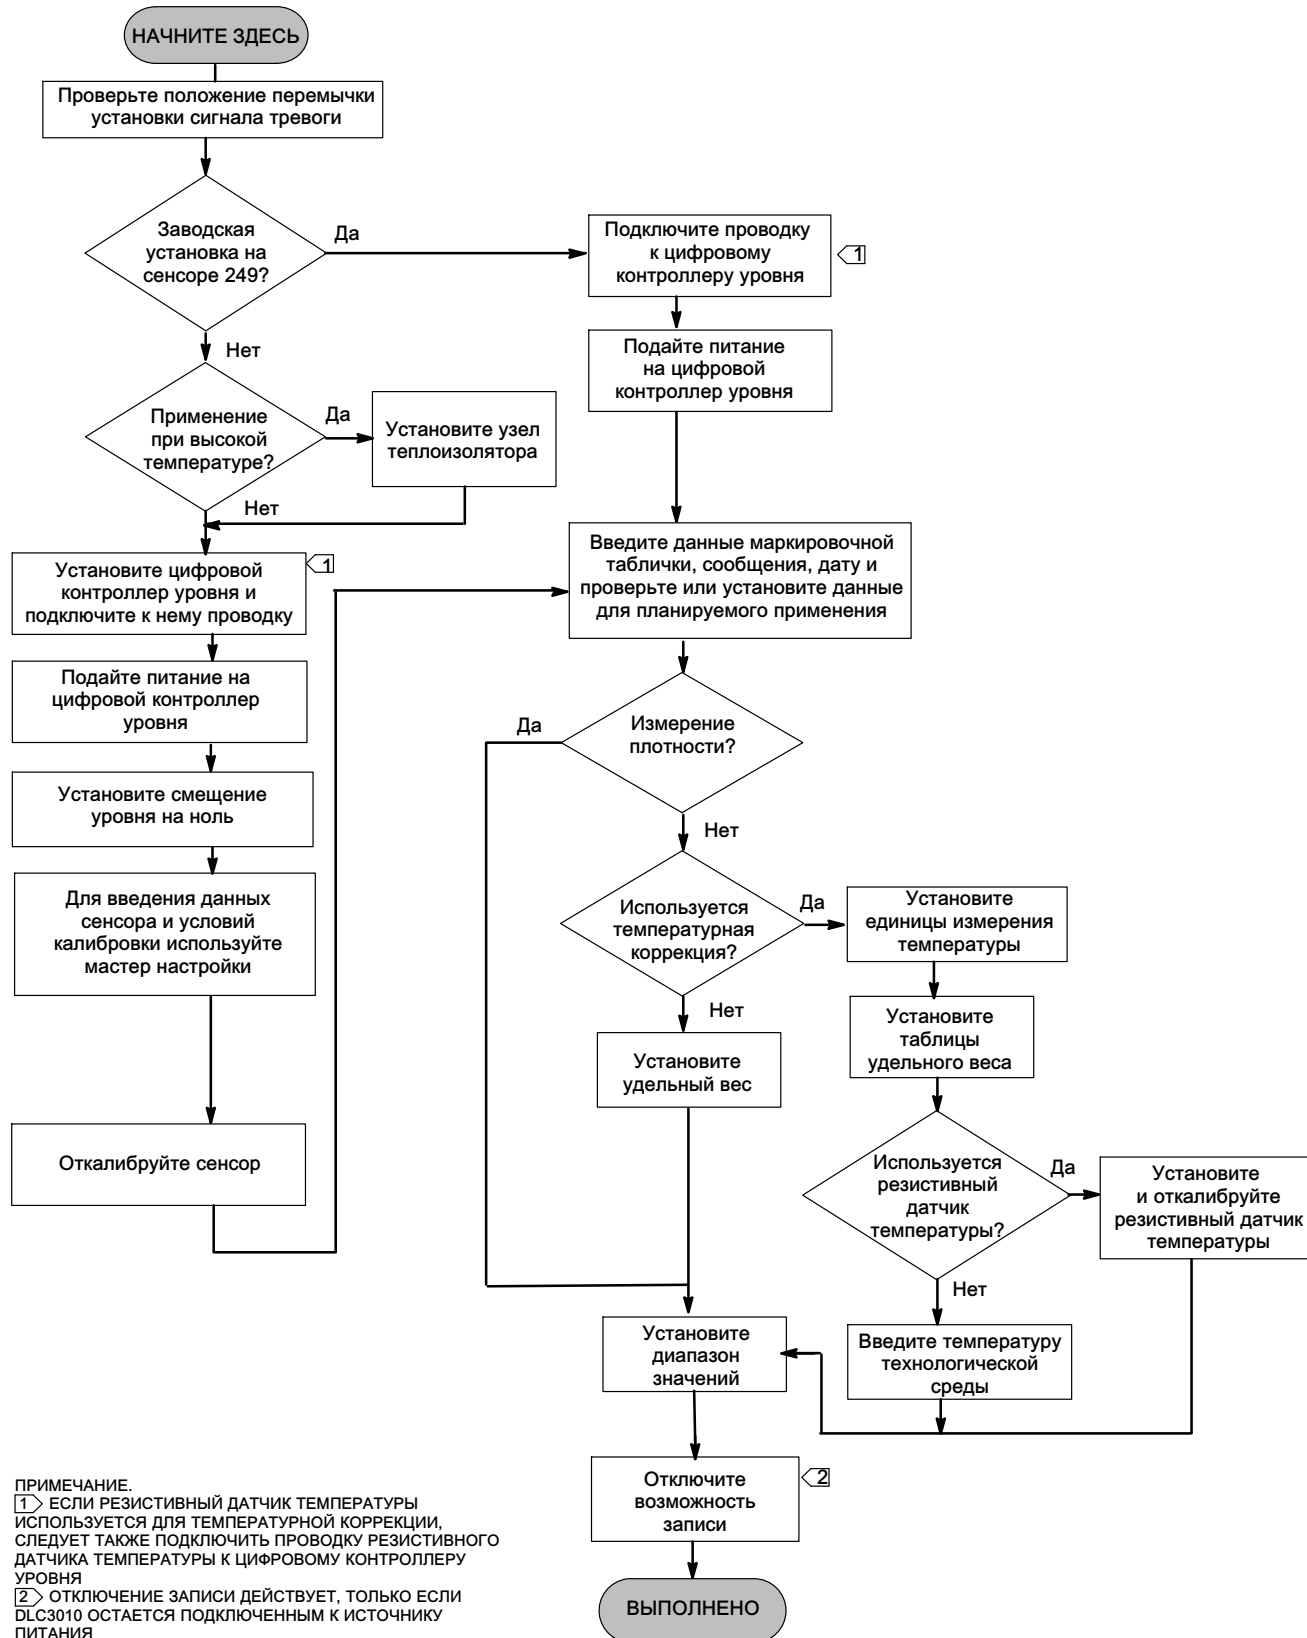 НАЧНИТЕ ЗДЕСЬ
Проверьте положение перемычки
установки сигнала тревоги
Заводская
установка на
сенсоре 249?
Да
Нет
Подключите проводку
к цифровому
контроллеру уровня
1
Подайте питание
на цифровой
контроллер уровня
Применение
при высокой
температуре?
Да
Нет
Установите узел
теплоизолятора
Установите цифровой
контроллер уровня и
подключите к нему проводку
1
Подайте питание на
цифровой контроллер
уровня
Установите смещение
уровня на ноль
Для введения данных
сенсора и условий
калибровки используйте
мастер настройки
Откалибруйте сенсор
Введите данные маркировочной
таблички, сообщения, дату и
проверьте или установите данные
для планируемого применения
Измерение
плотности?
Да
Нет
Используется
температурная
коррекция?
Да
Нет
Установите
единицы измерения
температуры
Установите
таблицы
удельного веса
Установите
удельный вес
Используется
резистивный
датчик
температуры?
Да
Нет
Установите
и откалибруйте
резистивный датчик
температуры
Введите температуру
технологической
среды
Установите
диапазон
значений
Отключите
возможность
записи
2
ВЫПОЛНЕНО
ПРИМЕЧАНИЕ.
1 ЕСЛИ РЕЗИСТИВНЫЙ ДАТЧИК ТЕМПЕРАТУРЫ
ИСПОЛЬЗУЕТСЯ ДЛЯ ТЕМПЕРАТУРНОЙ КОРРЕКЦИИ,
СЛЕДУЕТ ТАКЖЕ ПОДКЛЮЧИТЬ ПРОВОДКУ РЕЗИСТИВНОГО
ДАТЧИКА ТЕМПЕРАТУРЫ К ЦИФРОВОМУ КОНТРОЛЛЕРУ
УРОВНЯ
2 ОТКЛЮЧЕНИЕ ЗАПИСИ ДЕЙСТВУЕТ, ТОЛЬКО ЕСЛИ
DLC3010 ОСТАЕТСЯ ПОДКЛЮЧЕННЫМ К ИСТОЧНИКУ
ПИТАНИЯ